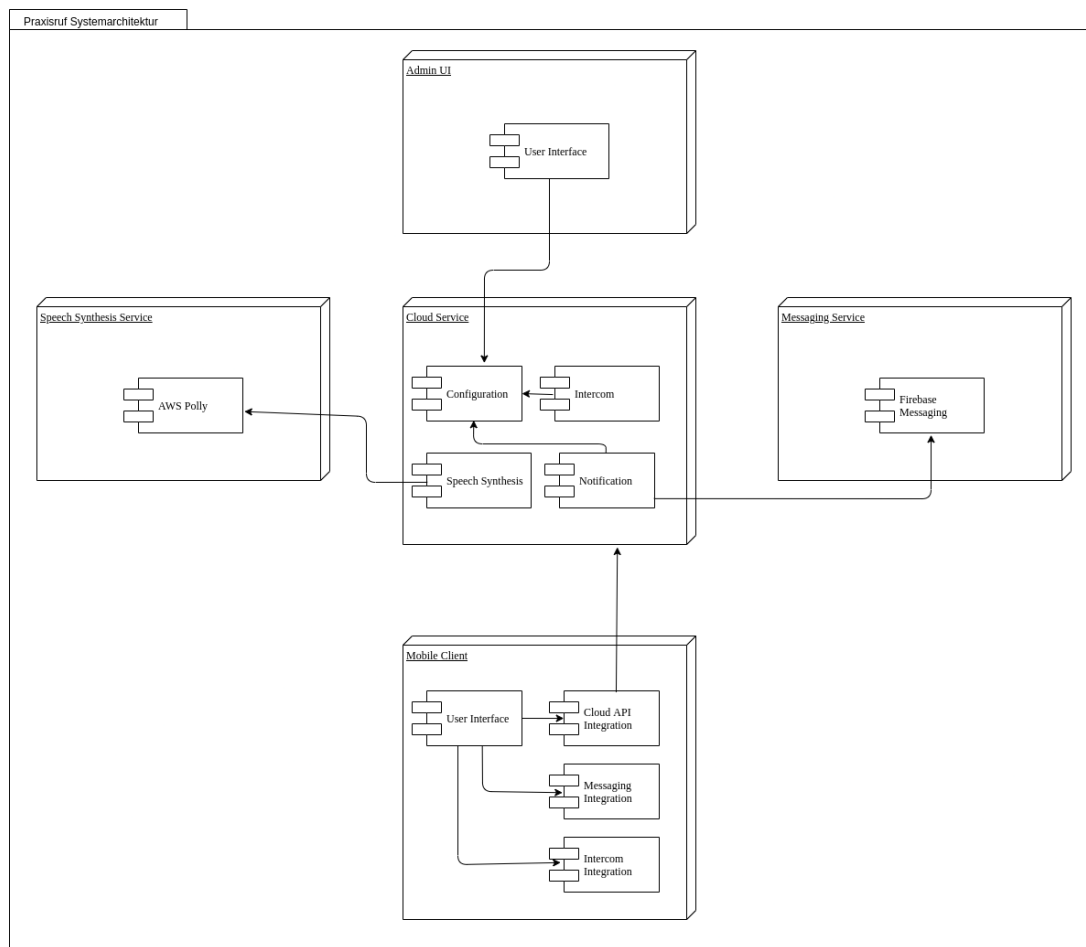 Praxisruf Systemarchitektur
Admin UI
User Interface
Speech Synthesis Service
AWS Polly
Cloud Service
Configuration
Intercom
Speech Synthesis
Notification
Messaging Service
Firebase
Messaging
Mobile Client
User Interface
Cloud API
Integration
Messaging
Integration
Intercom
Integration